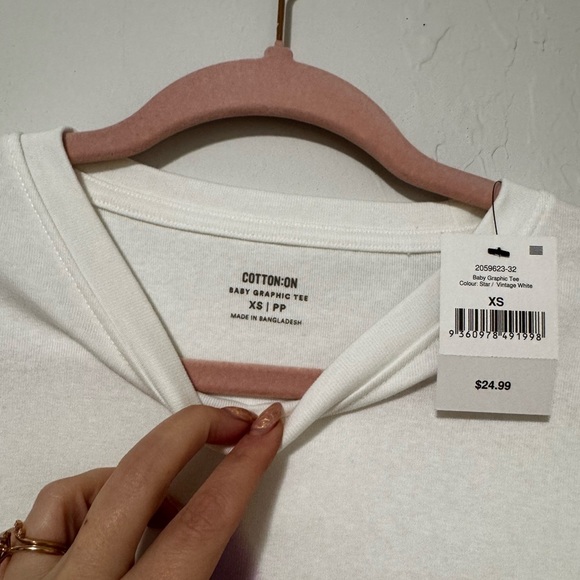 COTTON:ON
BABY GRAPHIC TEE
XS | PP
MADE IN BANGLADESH
2059623-32
Baby Graphic Tee
Colour: Star / Vintage White
XS
9 360978 491998
$24.99